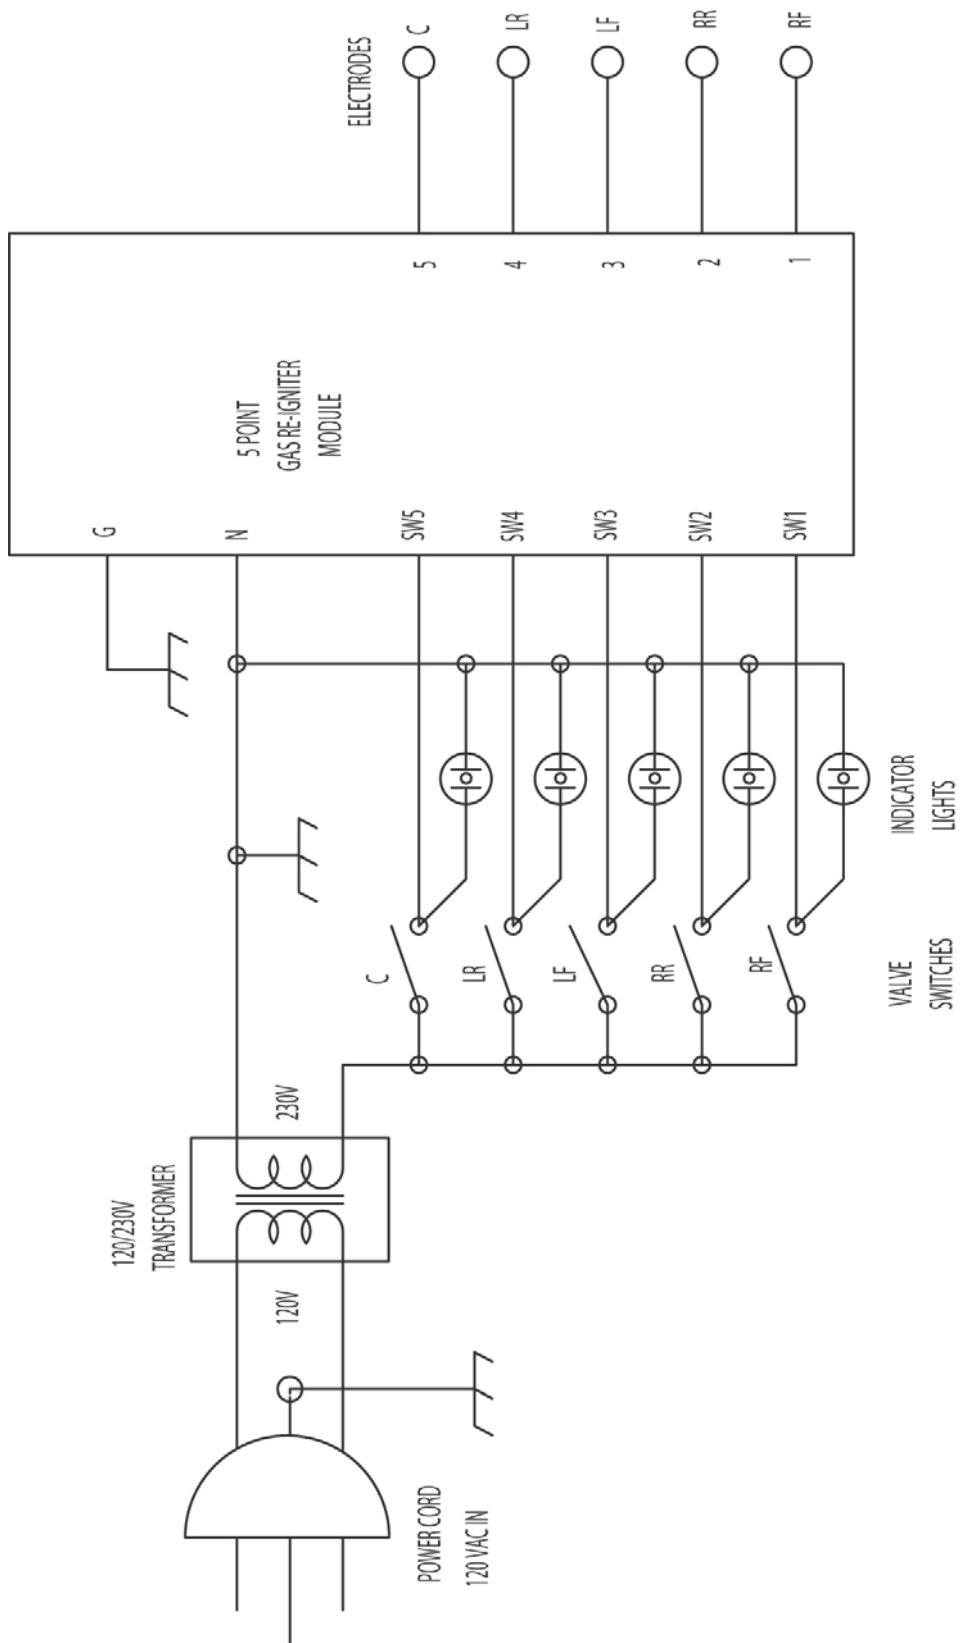 POWER CORD
120 VAC IN
120V
120/230V
TRANSFORMER
230V
C
LR
LF
RR
RF
VALVE
SWITCHES
INDICATOR
LIGHTS
G
N
SW5
SW4
SW3
SW2
SW1
5 POINT
GAS RE-IGNITER
MODULE
5
4
3
2
1
ELECTRODES
C
LR
LF
RR
RF